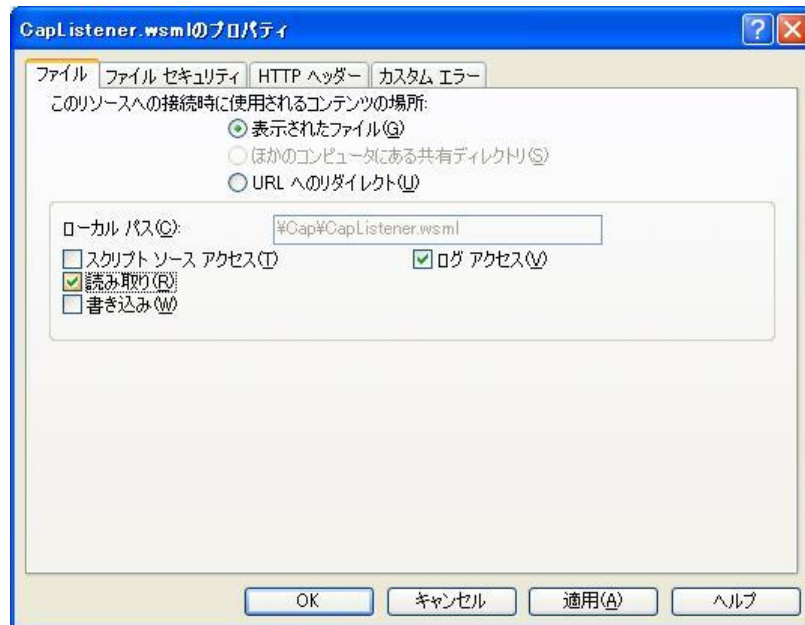 CapListener.wsmlのプロパティ
ファイル ファイル セキュリティ HTTP ヘッダー カスタム エラー
このリソースへの接続時に使用されるコンテンツの場所:
表示されたファイル(G)
ほかのコンピュータにある共有ディレクトリ(S)
URL へのリダイレクト(U)
ローカル パス(C): ¥Cap¥CapListener.wsml
スクリプト ソース アクセス(T) ログ アクセス(V)
読み取り(R)
書き込み(W)
OK キャンセル 適用(A) ヘルプ